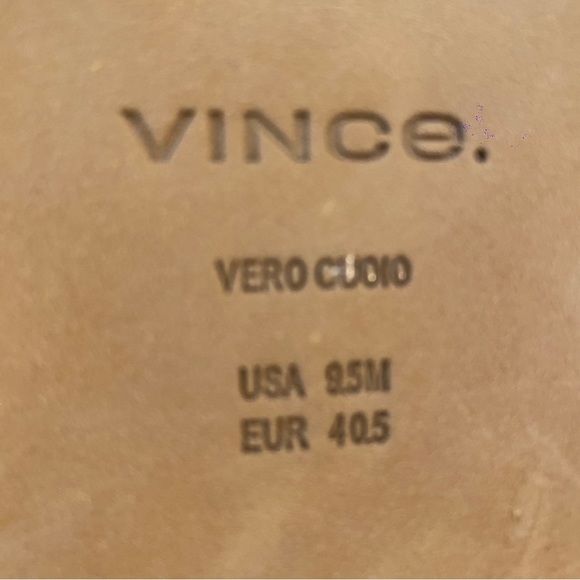 VINCe.
VERO CUOIO
USA 9.5M
EUR 40.5